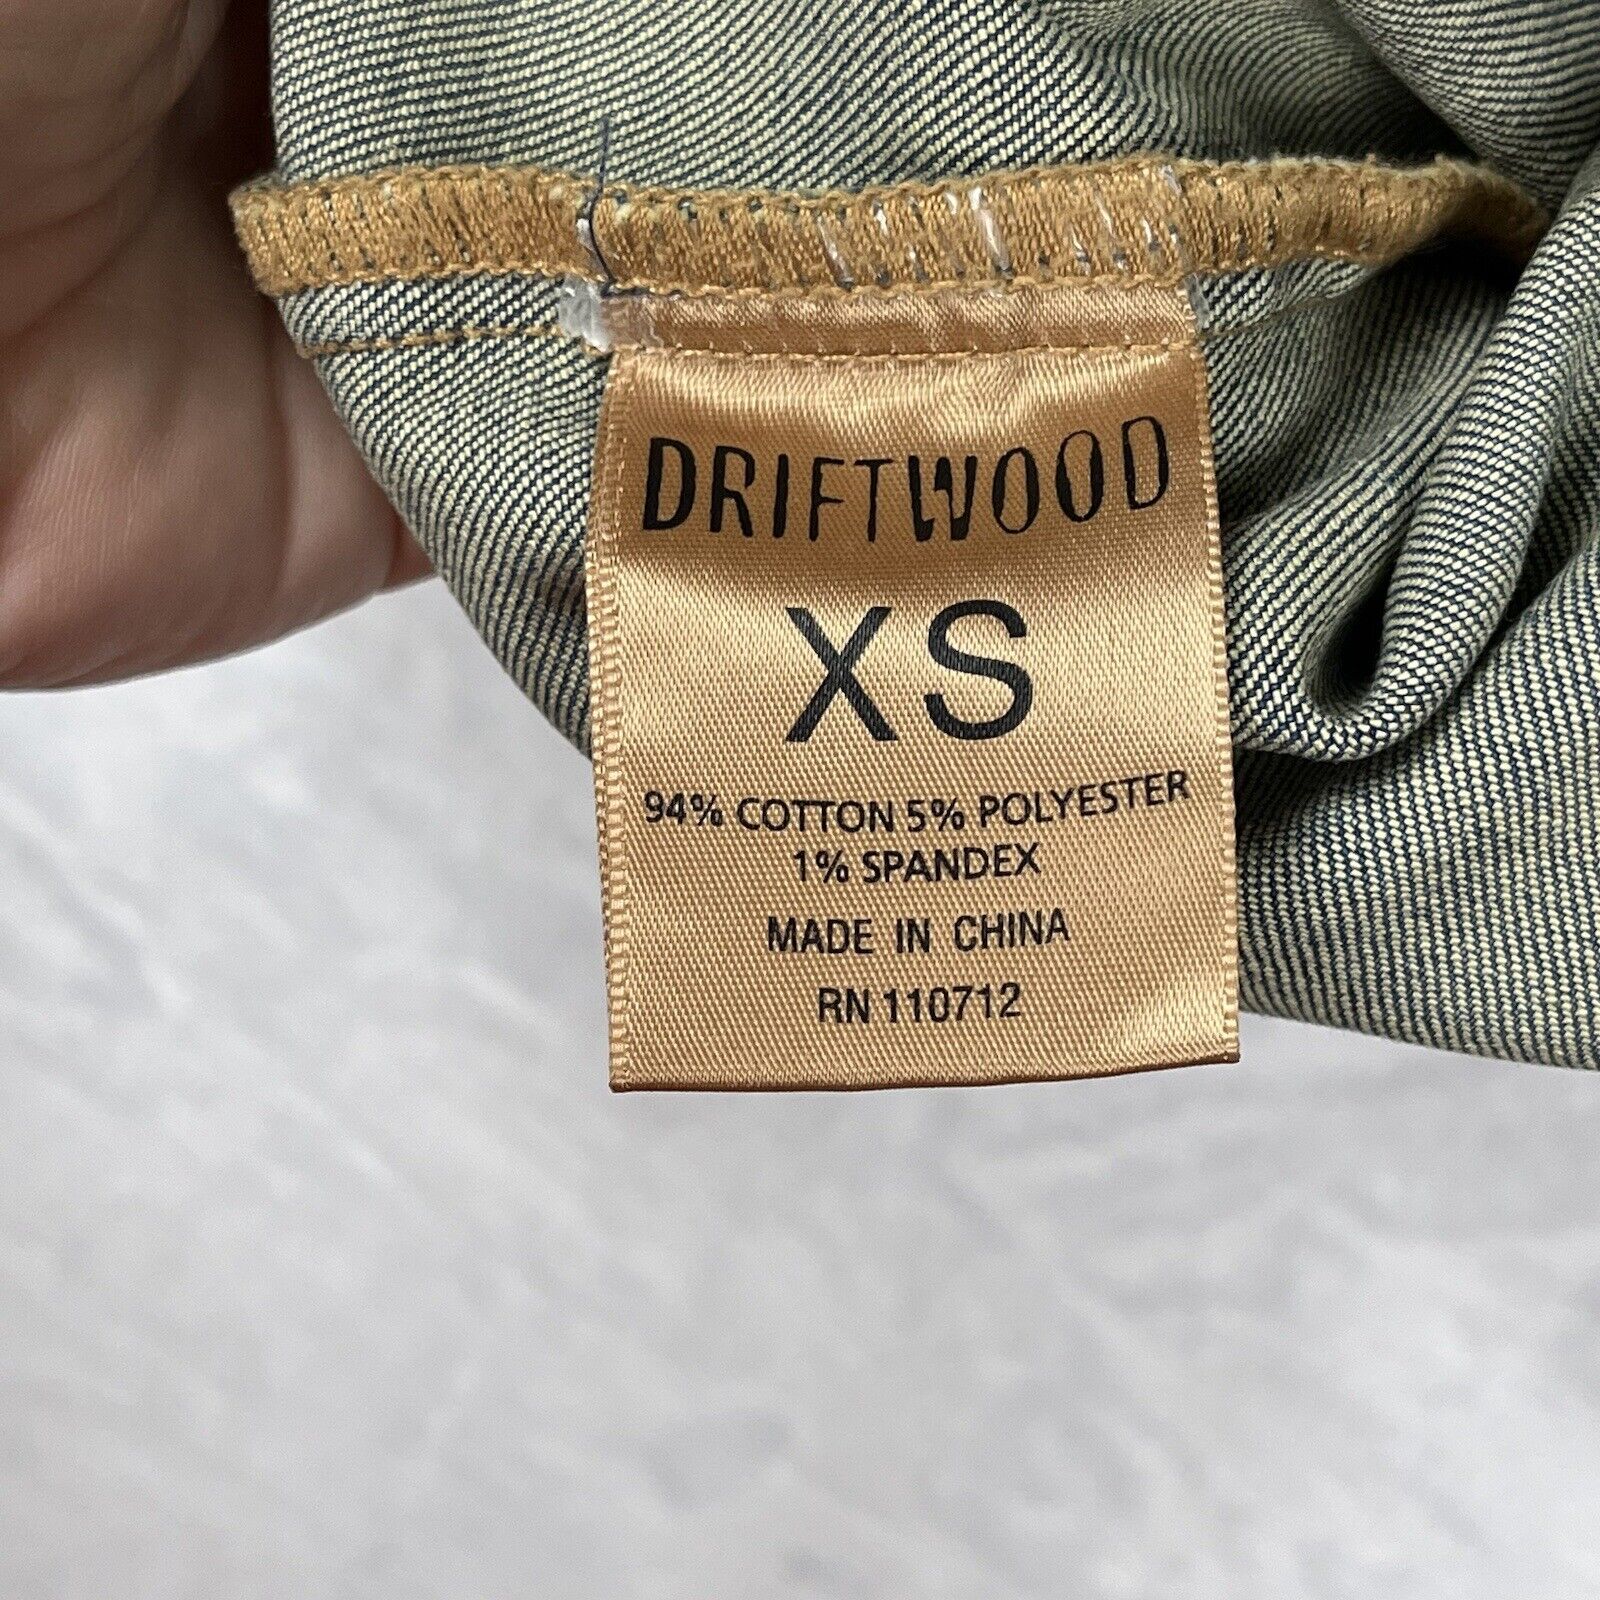 DRIFTWOOD
XS
94% COTTON 5% POLYESTER
1% SPANDEX
MADE IN CHINA
RN 110712